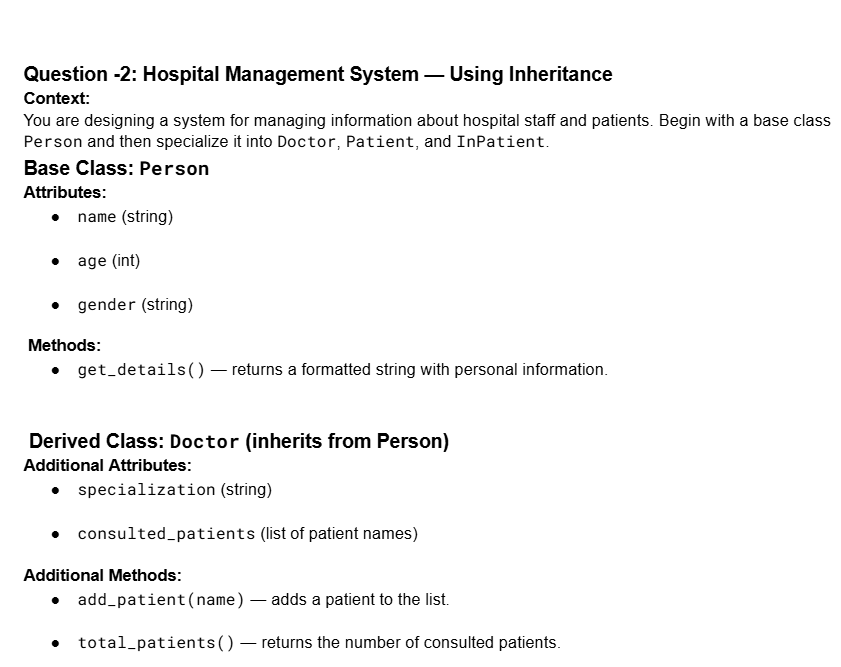 Question -2: Hospital Management System — Using Inheritance
Context:
You are designing a system for managing information about hospital staff and patients. Begin with a base class
Person and then specialize it into Doctor, Patient, and InPatient.
Base Class: Person
Attributes:
● name (string)
● age (int)
● gender (string)
Methods:
● get_details() — returns a formatted string with personal information.
Derived Class: Doctor (inherits from Person)
Additional Attributes:
● specialization (string)
● consulted_patients (list of patient names)
Additional Methods:
● add_patient(name) — adds a patient to the list.
● total_patients() — returns the number of consulted patients.